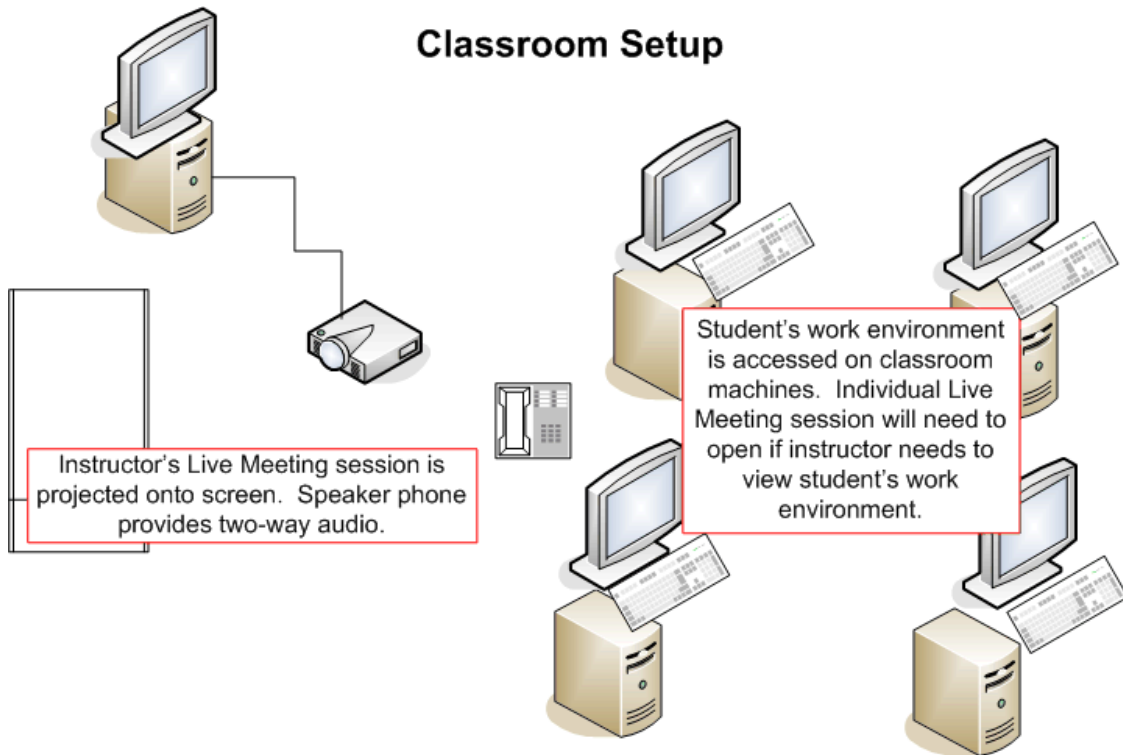 Classroom Setup
Student’s work environment
is accessed on classroom
machines.  Individual Live
Meeting session will need to
open if instructor needs to
view student’s work
environment.
Instructor’s Live Meeting session is
projected onto screen.  Speaker phone
provides two-way audio.